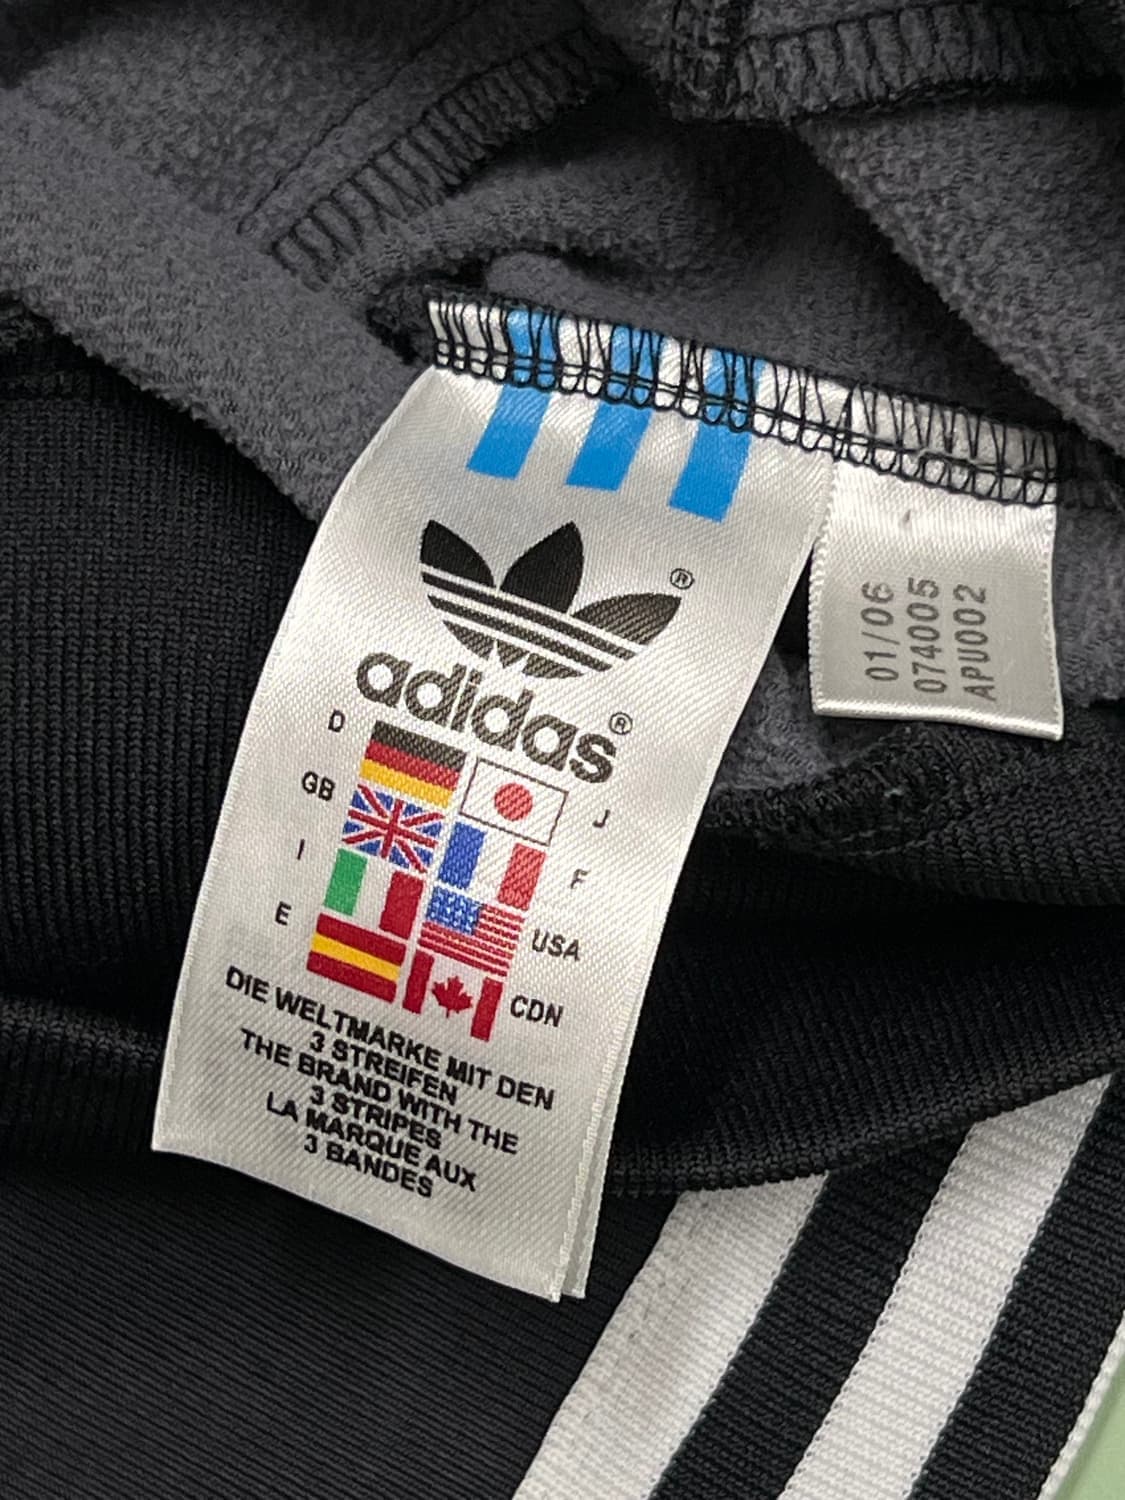 ®
adidas®
D
J
GB
F
I
USA
E
CDN
DIE WELTMARKE MIT DEN
3 STREIFEN
THE BRAND WITH THE
3 STRIPES
LA MARQUE AUX
3 BANDES
01/06
074005
APU002